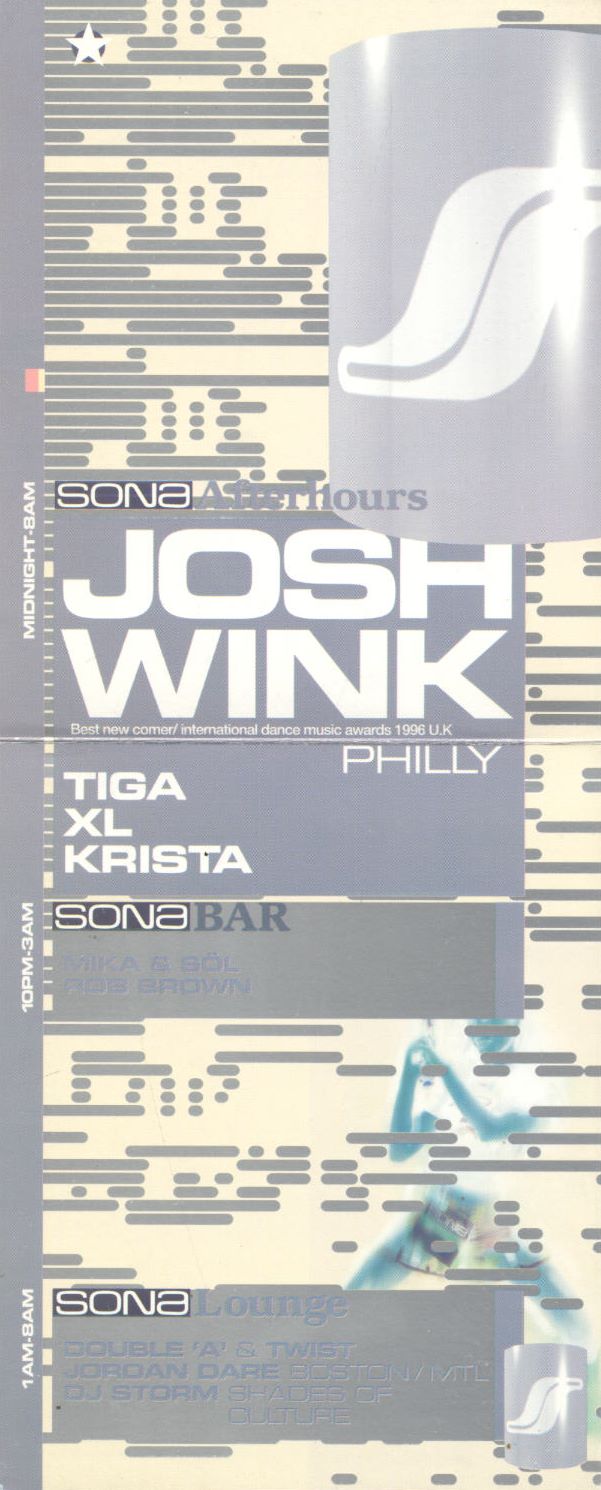 SONA Afterhours
MIDNIGHT-8AM
JOSH
WINK
Best new comer/ international dance music awards 1996 U.K
PHILLY
TIGA
XL
KRISTA
10PM-3AM
SONA BAR
MIKA & SÖL
ROB BROWN
1AM-8AM
SONA Lounge
DOUBLE 'A' & TWIST
JORDAN DARE BOSTON/MTL
DJ STORM SHADES OF
CULTURE